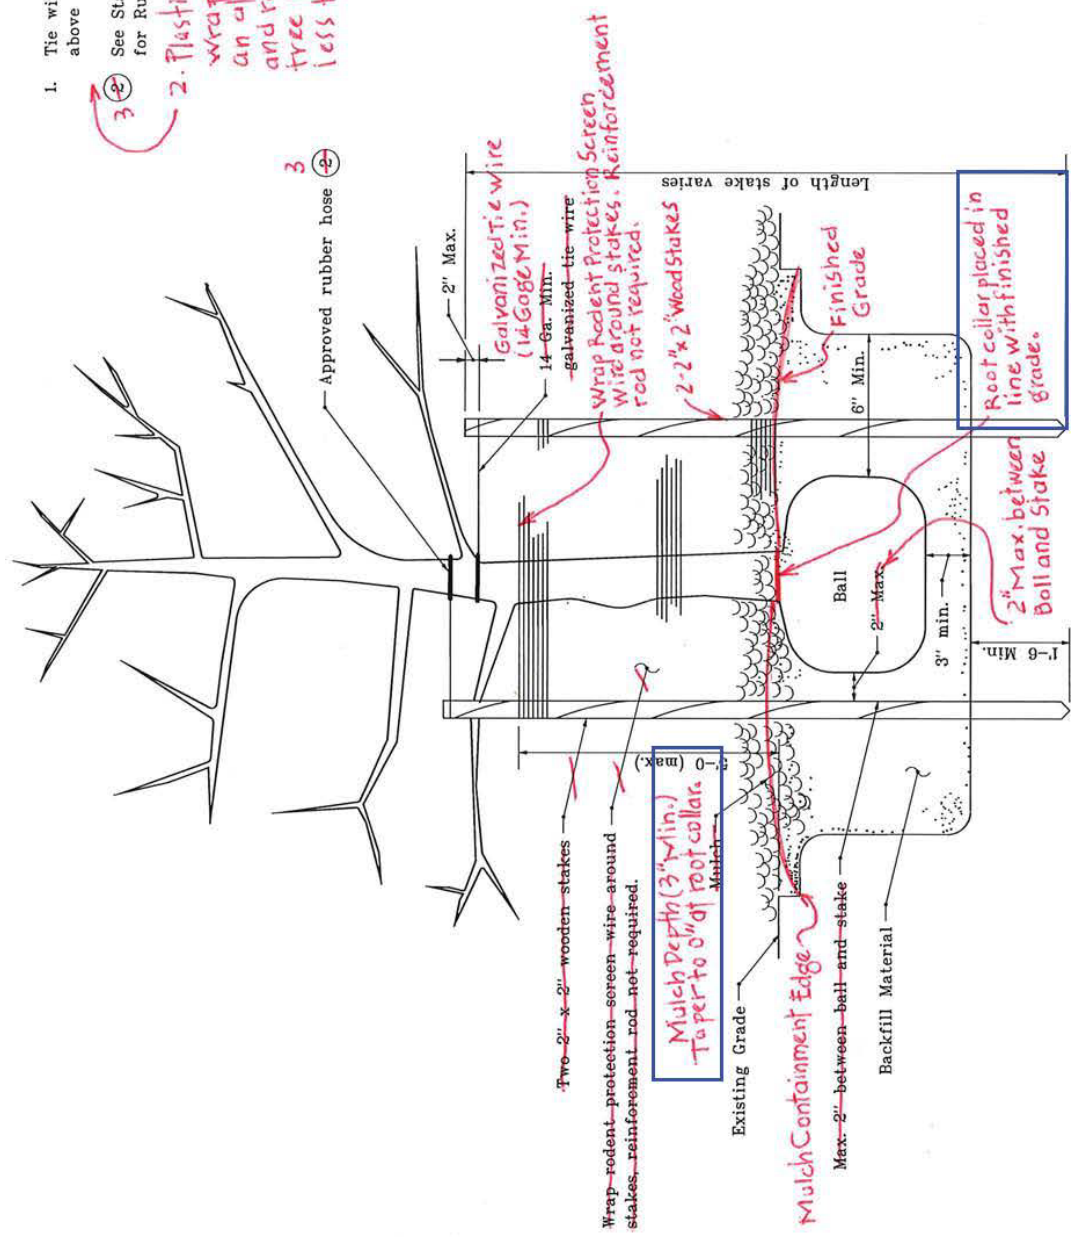 1. Tie wi
above
3 2 See St
for Ru
2. Plasti
wrap
an a
and r
tree
less t
3 2
Approved rubber hose
2" Max.
Galvanized Tie wire
(14 Gage Min.)
14 Ga. Min.
galvanized tie wire
Wrap Rodent Protection Screen
Wire around stakes. Reinforcement
rod not required.
2-2"x2" Wood Stakes
Length of stake varies
Finished
Grade
6" Min.
Root collar placed in
line with finished
grade.
Ball
2" Max.
3" min.
1'-6 Min.
2" Max. between
Ball and Stake
5'-0 (max.)
Two 2" x 2" wooden stakes
Wrap rodent protection screen wire around
stakes, reinforement rod not required.
Mulch Depth (3" Min.)
Taper to 0" at root collar.
Mulch
Existing Grade
Mulch Containment Edge
Max. 2" between ball and stake
Backfill Material